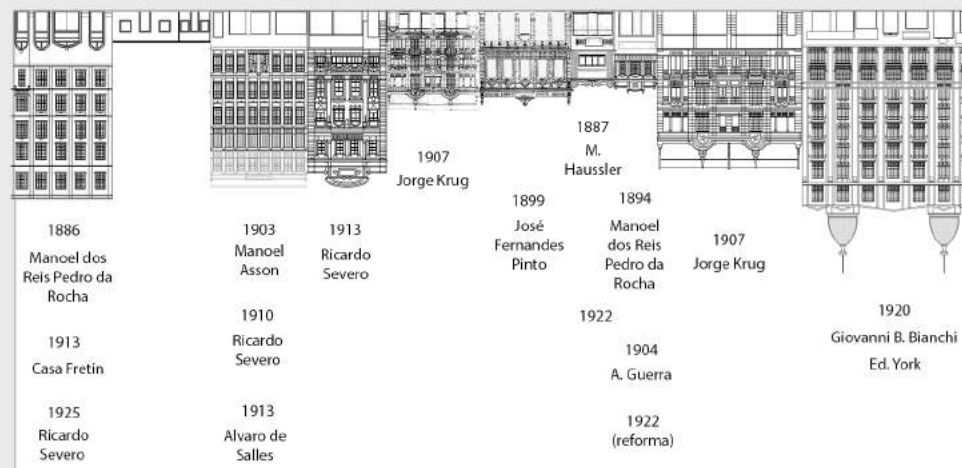 1886
Manoel dos
Reis Pedro da
Rocha
1913
Casa Fretin
1925
Ricardo
Severo
1903
Manoel
Asson
1910
Ricardo
Severo
1913
Alvaro de
Salles
1913
Ricardo
Severo
1907
Jorge Krug
1899
José
Fernandes
Pinto
1887
M.
Haussler
1894
Manoel
dos Reis
Pedro da
Rocha
1922
1904
A. Guerra
1922
(reforma)
1907
Jorge Krug
1920
Giovanni B. Bianchi
Ed. York